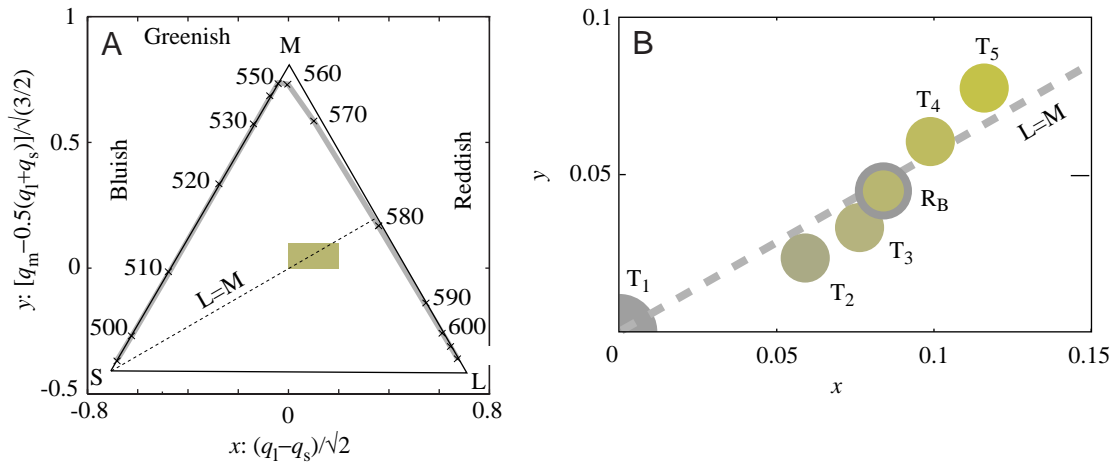 A
Greenish
M
550
560
530
570
520
580
510
590
500
600
S
L
L=M
Bluish
Reddish
1
0.5
0
-0.5
-0.8
0
0.8
x: (qₗ–qₛ)/√2
y: [qₘ–0.5(qₗ+qₛ)]/√(3/2)
B
T₅
T₄
L=M
R_B
T₃
T₂
T₁
0.1
0.05
0
0.05
0.1
0.15
x
y